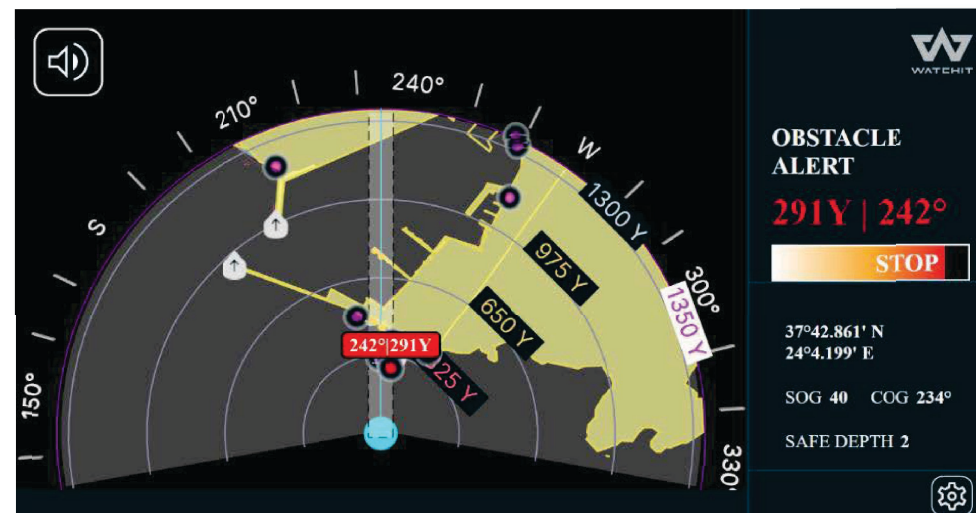 WATCHIT
240°
210°
W
S
1300 Y
975 Y
300°
1350 Y
650 Y
OBSTACLE
ALERT
291Y | 242°
STOP
242°|291Y
150°
330°
37°42.861' N
24°4.199' E
SOG 40 COG 234°
SAFE DEPTH 2